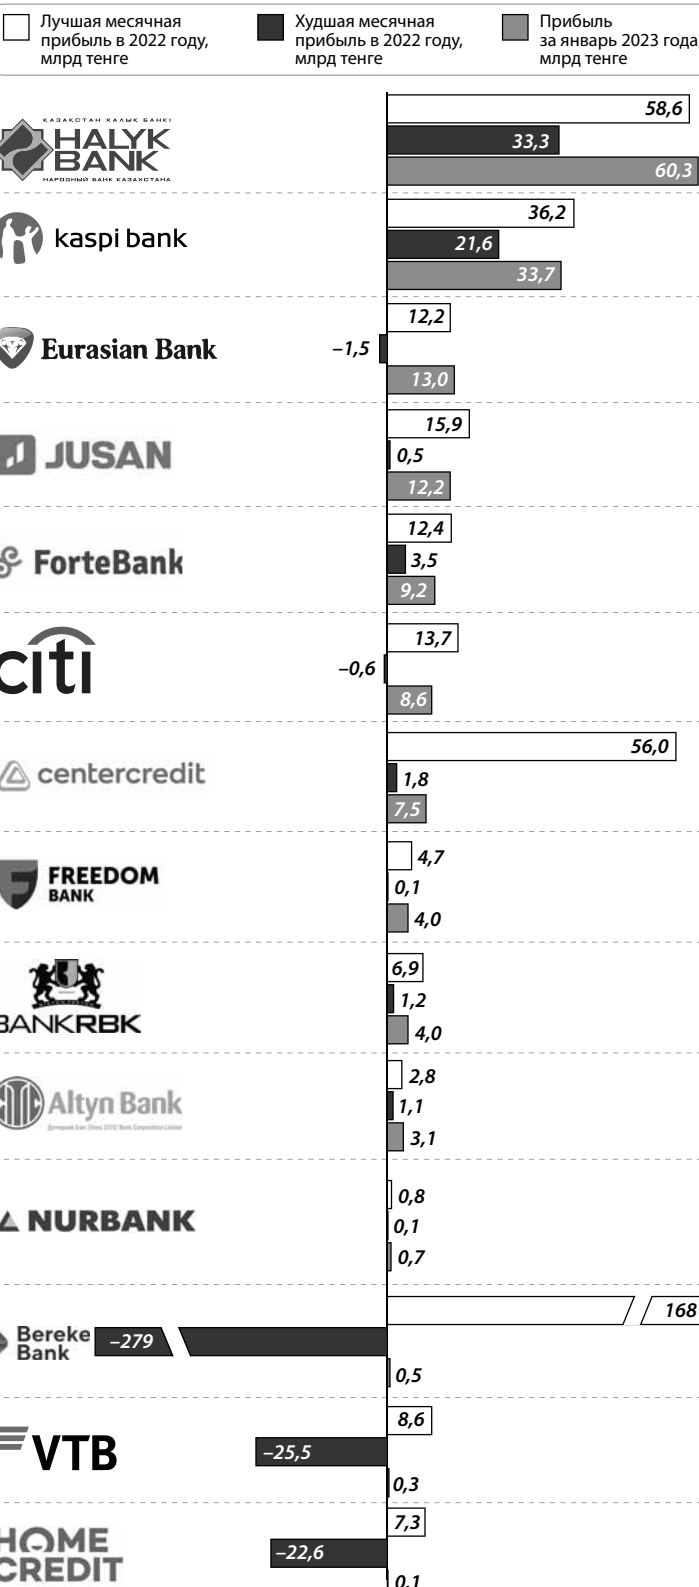 Лучшая месячная
прибыль в 2022 году,
млрд тенге
Худшая месячная
прибыль в 2022 году,
млрд тенге
Прибыль
за январь 2023 года,
млрд тенге
КАЗАКСТАН ХАЛЫК БАНКІ
HALYK
BANK
НАРОДНЫЙ БАНК КАЗАХСТАНА
58,6
33,3
60,3
kaspi bank
36,2
21,6
33,7
Eurasian Bank
12,2
–1,5
13,0
JUSAN
15,9
0,5
12,2
ForteBank
12,4
3,5
9,2
citi
13,7
–0,6
8,6
centercredit
56,0
1,8
7,5
FREEDOM
BANK
4,7
0,1
4,0
BANKRBK
6,9
1,2
4,0
Altyn Bank
2,8
1,1
3,1
NURBANK
0,8
0,1
0,7
Bereke
Bank
168
–279
0,5
VTB
8,6
–25,5
0,3
HOME
CREDIT
7,3
–22,6
0,1